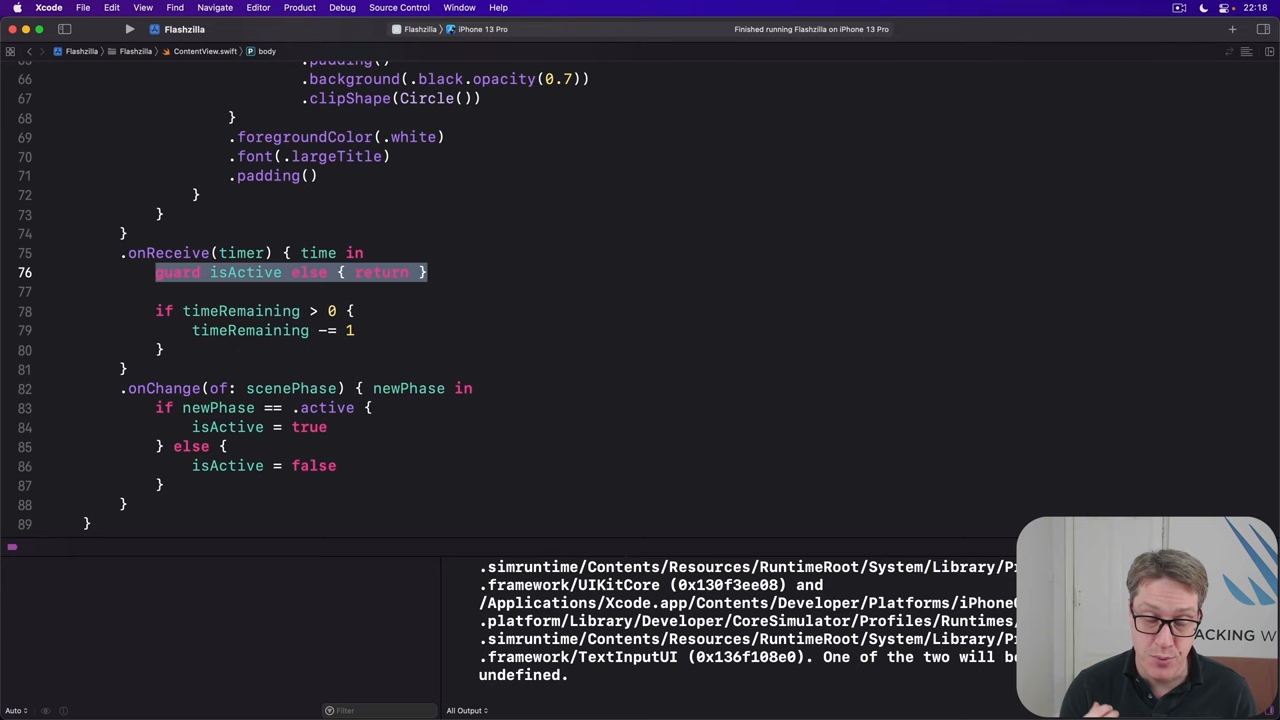 Xcode File Edit View Find Navigate Editor Product Debug Source Control Window Help 22:18
Flashzilla Flashzilla 〉 iPhone 13 Pro Finished running Flashzilla on iPhone 13 Pro
Flashzilla 〉 Flashzilla 〉 ContentView.swift 〉 body
.padding()
66 .background(.black.opacity(0.7))
67 .clipShape(Circle())
68 }
69 .foregroundColor(.white)
70 .font(.largeTitle)
71 .padding()
72 }
73 }
74 }
75 .onReceive(timer) { time in
76 guard isActive else { return }
77
78 if timeRemaining > 0 {
79 timeRemaining -= 1
80 }
81 }
82 .onChange(of: scenePhase) { newPhase in
83 if newPhase == .active {
84 isActive = true
85 } else {
86 isActive = false
87 }
88 }
89 }
.simruntime/Contents/Resources/RuntimeRoot/System/Library/Pr
.framework/UIKitCore (0x130f3ee08) and
/Applications/Xcode.app/Contents/Developer/Platforms/iPhone
.platform/Library/Developer/CoreSimulator/Profiles/Runtimes/
.simruntime/Contents/Resources/RuntimeRoot/System/Library/Pr
.framework/TextInputUI (0x136f108e0). One of the two will be
undefined.
ACKING W
Auto Filter All Output